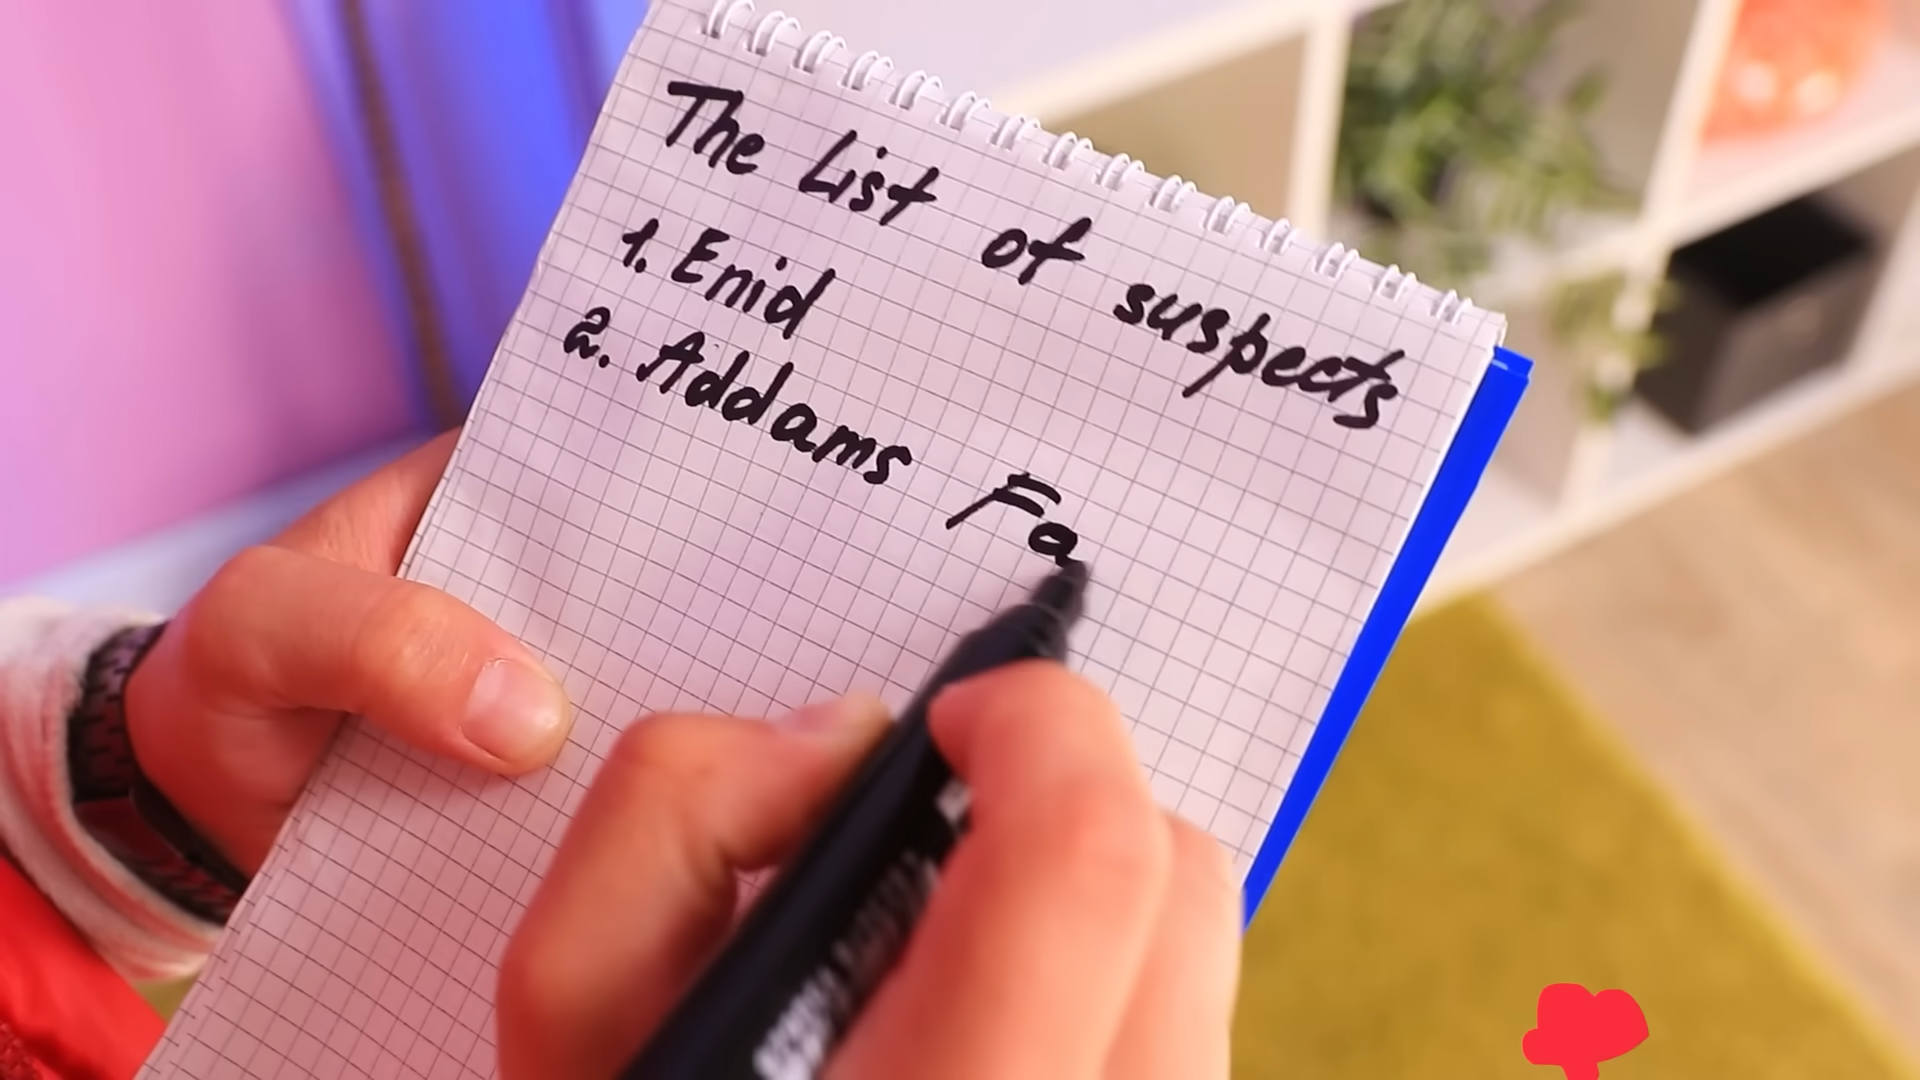 The List of suspects
1. Enid
2. Addams Fa